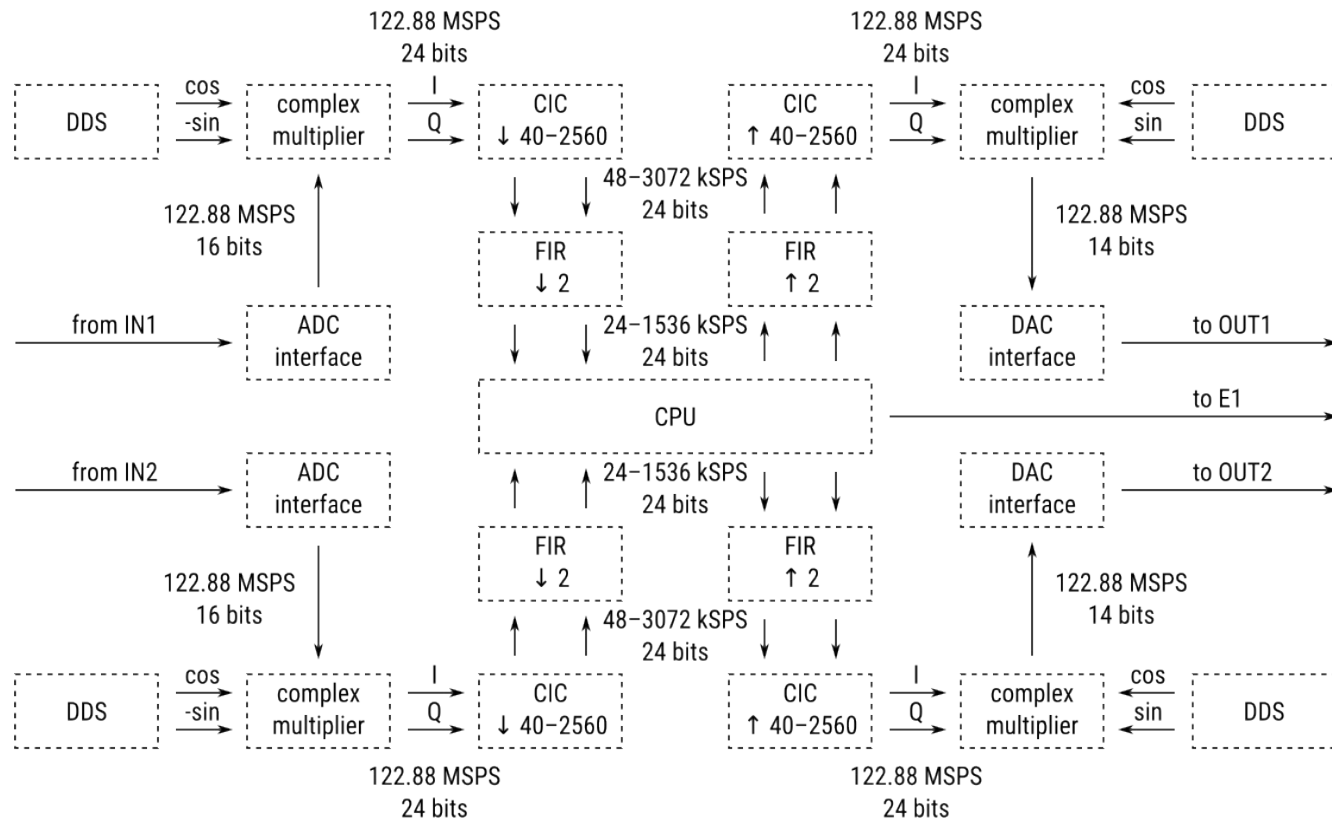 122.88 MSPS
24 bits
122.88 MSPS
24 bits
DDS
cos
-sin
complex
multiplier
I
Q
CIC
↓ 40–2560
CIC
↑ 40–2560
I
Q
complex
multiplier
cos
sin
DDS
122.88 MSPS
16 bits
48–3072 kSPS
24 bits
122.88 MSPS
14 bits
FIR
↓ 2
FIR
↑ 2
from IN1
ADC
interface
24–1536 kSPS
24 bits
DAC
interface
to OUT1
CPU
to E1
from IN2
ADC
interface
24–1536 kSPS
24 bits
DAC
interface
to OUT2
FIR
↓ 2
FIR
↑ 2
122.88 MSPS
16 bits
48–3072 kSPS
24 bits
122.88 MSPS
14 bits
DDS
cos
-sin
complex
multiplier
I
Q
CIC
↓ 40–2560
CIC
↑ 40–2560
I
Q
complex
multiplier
cos
sin
DDS
122.88 MSPS
24 bits
122.88 MSPS
24 bits